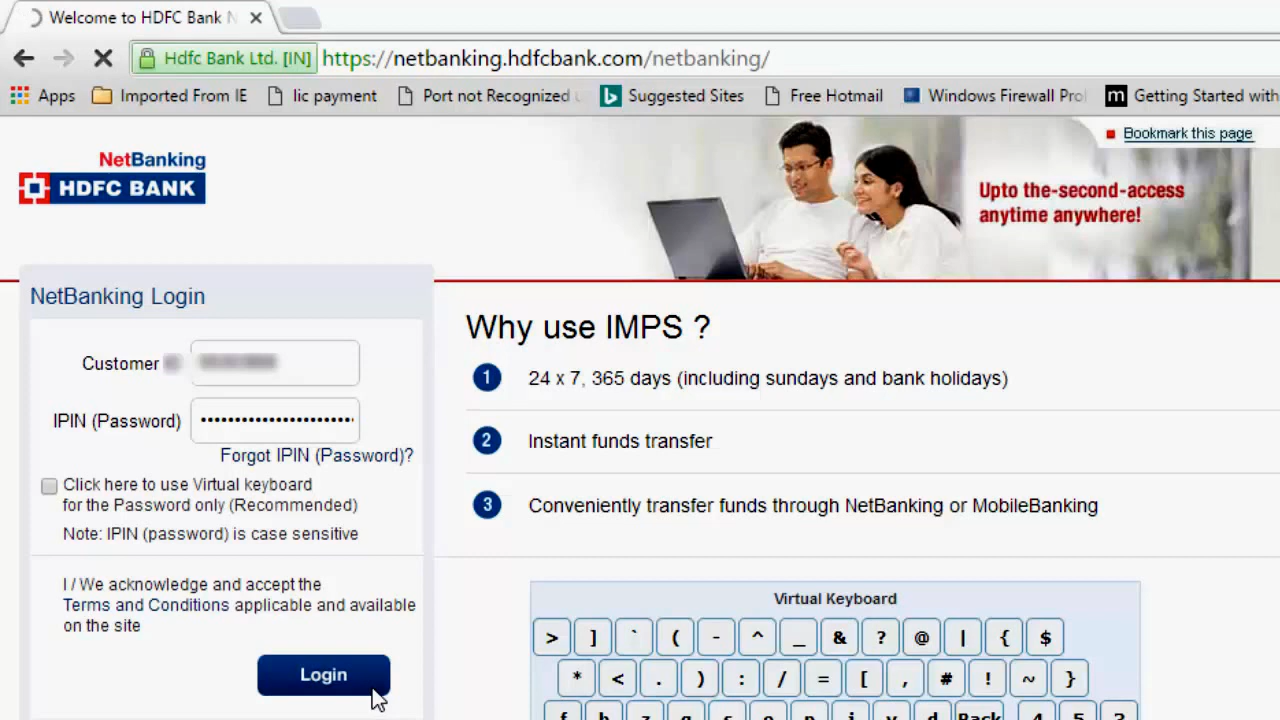 Welcome to HDFC Bank N
Hdfc Bank Ltd. [IN] https://netbanking.hdfcbank.com/netbanking/
Apps Imported From IE lic payment Port not Recognized Suggested Sites Free Hotmail Windows Firewall Pro Getting Started with
Bookmark this page
NetBanking
HDFC BANK
Upto the-second-access
anytime anywhere!
NetBanking Login
Customer
IPIN (Password)
Forgot IPIN (Password)?
Click here to use Virtual keyboard
for the Password only (Recommended)
Note: IPIN (password) is case sensitive
I / We acknowledge and accept the
Terms and Conditions applicable and available
on the site
Login
Why use IMPS ?
1 24 x 7, 365 days (including sundays and bank holidays)
2 Instant funds transfer
3 Conveniently transfer funds through NetBanking or MobileBanking
Virtual Keyboard
> ] ` ( - ^ _ & ? @ | { $
* < . ) : / = [ , # ! ~ }
Back